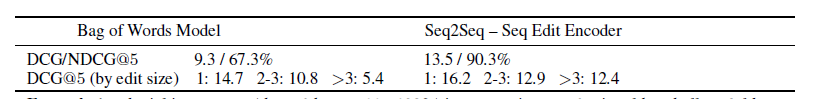 Bag of Words Model Seq2Seq – Seq Edit Encoder
DCG/NDCG@5 9.3 / 67.3% 13.5 / 90.3%
DCG@5 (by edit size) 1: 14.7 2-3: 10.8 >3: 5.4 1: 16.2 2-3: 12.9 >3: 12.4